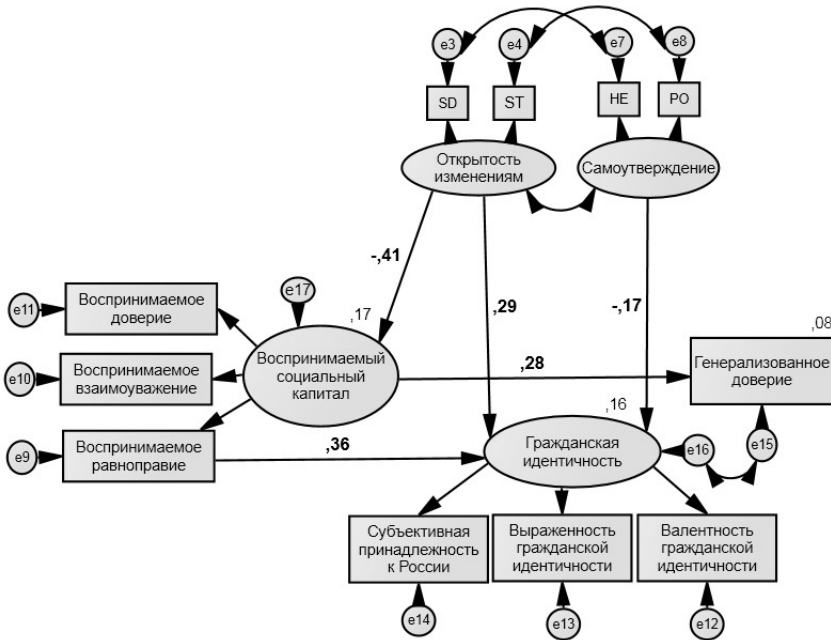 e3
e4
e7
e8
SD
ST
HE
PO
Открытость
изменениям
Самоутверждение
-,41
,29
-,17
e11
Воспринимаемое
доверие
e17
,17
Воспринимаемый
социальный
капитал
e10
Воспринимаемое
взаимоуважение
,28
,08
Генерализованное
доверие
e9
Воспринимаемое
равноправие
,36
,16
Гражданская
идентичность
e16
e15
Субъективная
принадлежность
к России
Выраженность
гражданской
идентичности
Валентность
гражданской
идентичности
e14
e13
e12